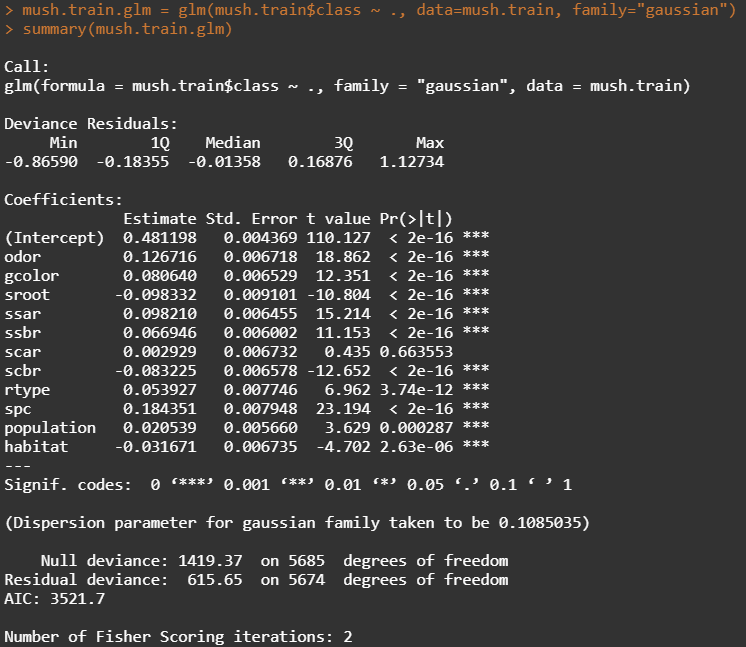 > mush.train.glm = glm(mush.train$class ~ ., data=mush.train, family="gaussian")
> summary(mush.train.glm)

Call:
glm(formula = mush.train$class ~ ., family = "gaussian", data = mush.train)

Deviance Residuals:
     Min        1Q    Median        3Q       Max
-0.86590  -0.18355  -0.01358   0.16876   1.12734

Coefficients:
             Estimate Std. Error t value Pr(>|t|)
(Intercept)  0.481198   0.004369 110.127  < 2e-16 ***
odor         0.126716   0.006718  18.862  < 2e-16 ***
gcolor       0.080640   0.006529  12.351  < 2e-16 ***
sroot       -0.098332   0.009101 -10.804  < 2e-16 ***
ssar         0.098210   0.006455  15.214  < 2e-16 ***
ssbr         0.066946   0.006002  11.153  < 2e-16 ***
scar         0.002929   0.006732   0.435 0.663553
scbr        -0.083225   0.006578 -12.652  < 2e-16 ***
rtype        0.053927   0.007746   6.962 3.74e-12 ***
spc          0.184351   0.007948  23.194  < 2e-16 ***
population   0.020539   0.005660   3.629 0.000287 ***
habitat     -0.031671   0.006735  -4.702 2.63e-06 ***
---
Signif. codes:  0 ‘***’ 0.001 ‘**’ 0.01 ‘*’ 0.05 ‘.’ 0.1 ‘ ’ 1

(Dispersion parameter for gaussian family taken to be 0.1085035)

    Null deviance: 1419.37  on 5685  degrees of freedom
Residual deviance:  615.65  on 5674  degrees of freedom
AIC: 3521.7

Number of Fisher Scoring iterations: 2